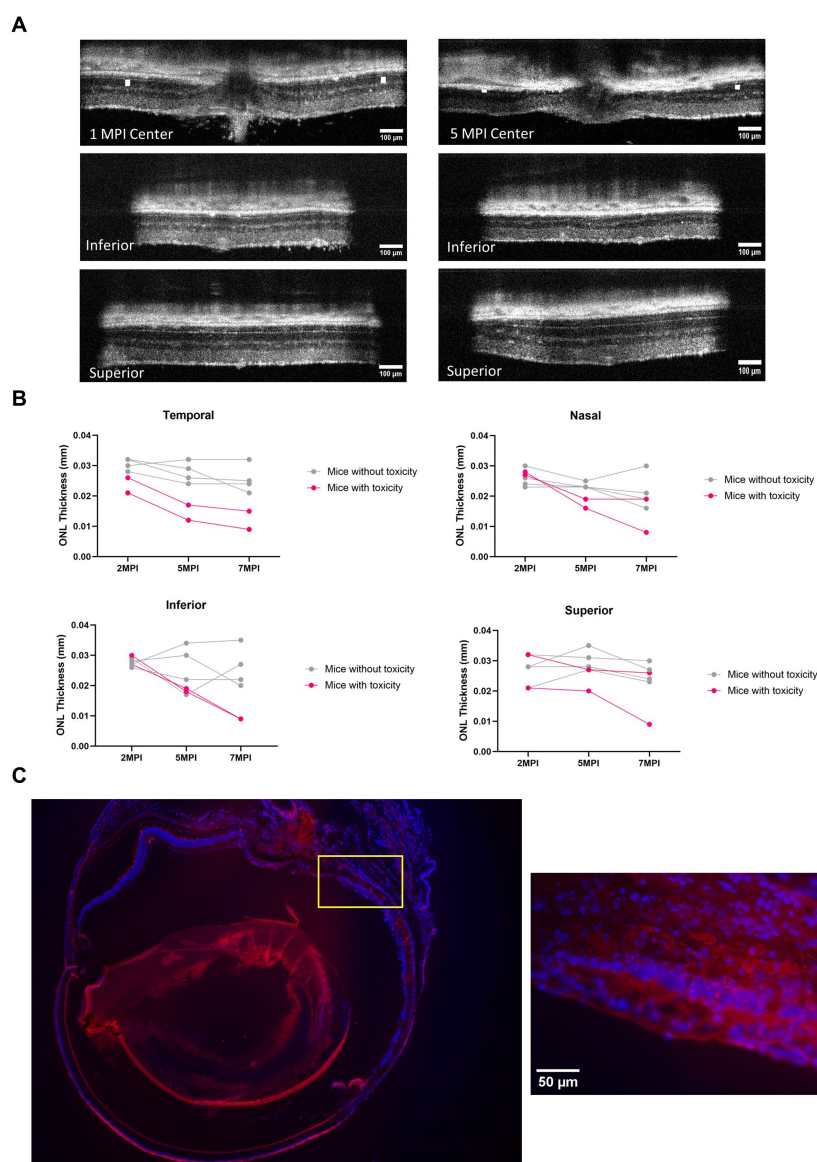 A
1 MPI Center
100 µm
5 MPI Center
100 µm
Inferior
100 µm
Inferior
100 µm
Superior
100 µm
Superior
100 µm
B
Temporal
ONL Thickness (mm)
0.04
0.03
0.02
0.01
0.00
2MPI 5MPI 7MPI
Mice without toxicity
Mice with toxicity
Nasal
ONL Thickness (mm)
0.04
0.03
0.02
0.01
0.00
2MPI 5MPI 7MPI
Mice without toxicity
Mice with toxicity
Inferior
ONL Thickness (mm)
0.04
0.03
0.02
0.01
0.00
2MPI 5MPI 7MPI
Mice without toxicity
Mice with toxicity
Superior
ONL Thickness (mm)
0.04
0.03
0.02
0.01
0.00
2MPI 5MPI 7MPI
Mice without toxicity
Mice with toxicity
C
50 µm